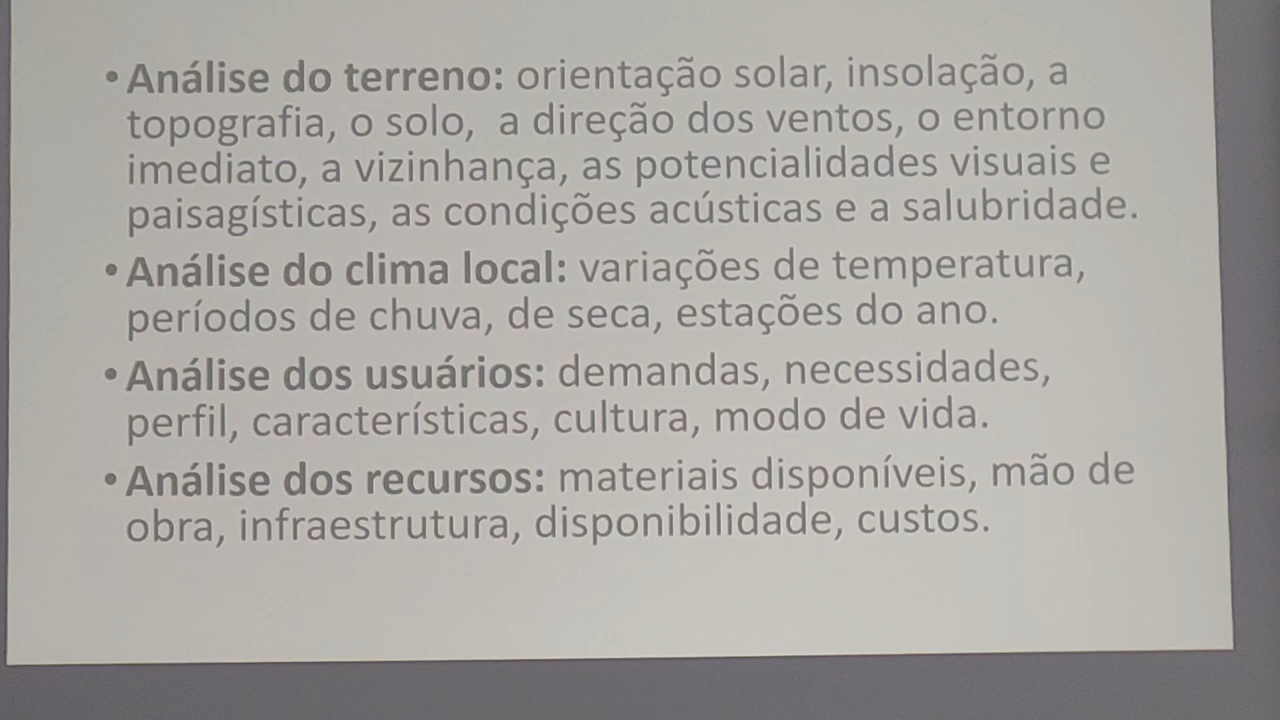 • Análise do terreno: orientação solar, insolação, a
topografia, o solo,  a direção dos ventos, o entorno
imediato, a vizinhança, as potencialidades visuais e
paisagísticas, as condições acústicas e a salubridade.
• Análise do clima local: variações de temperatura,
períodos de chuva, de seca, estações do ano.
• Análise dos usuários: demandas, necessidades,
perfil, características, cultura, modo de vida.
• Análise dos recursos: materiais disponíveis, mão de
obra, infraestrutura, disponibilidade, custos.